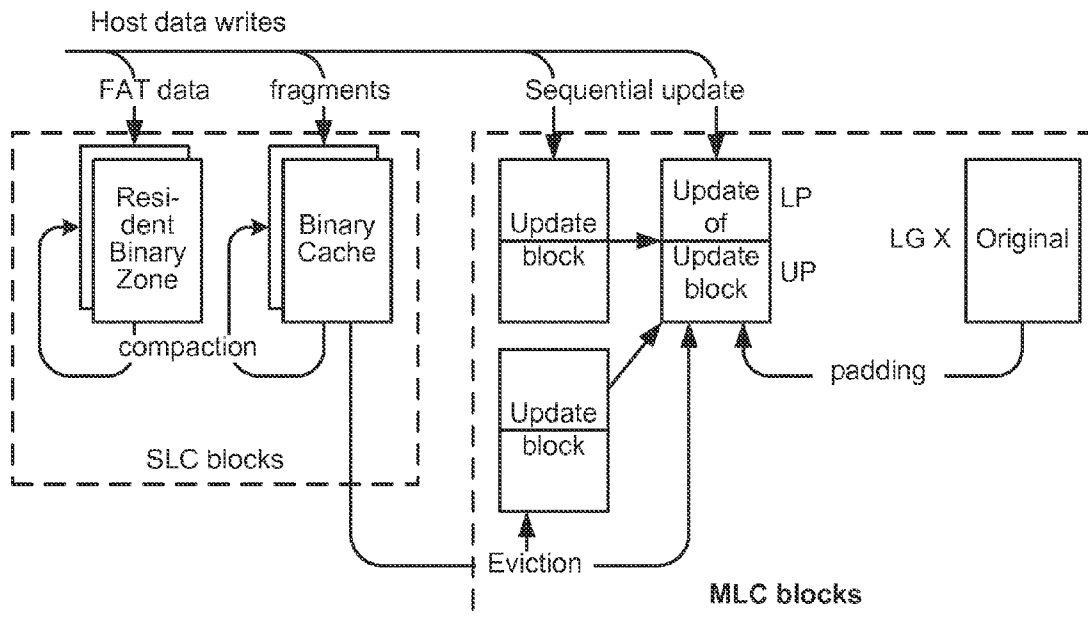 Host data writes
FAT data
fragments
Sequential update
Resi-
dent
Binary
Zone
Binary
Cache
compaction
SLC blocks
Update
block
Update
of
Update
block
LP
UP
LG X
Original
padding
Update
block
Eviction
MLC blocks